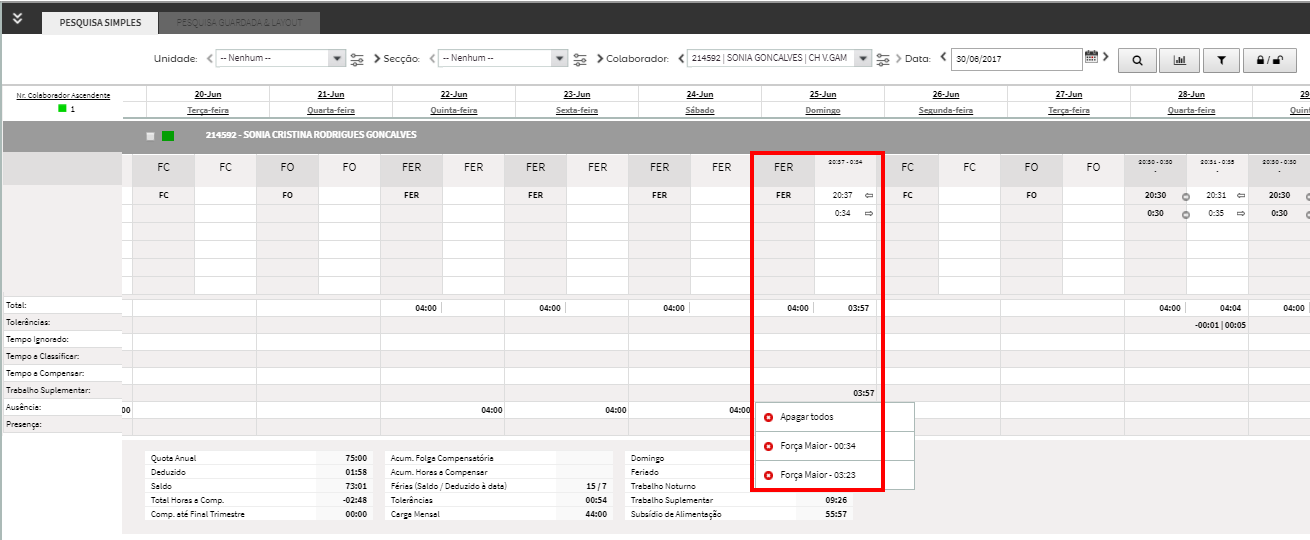 PESQUISA SIMPLES PESQUISA GUARDADA & LAYOUT
Unidade: -- Nenhum -- Secção: -- Nenhum -- Colaborador: 214592 | SONIA GONCALVES | CH V.GAM Data: 30/06/2017
Nr. Colaborador Ascendente 20-Jun 21-Jun 22-Jun 23-Jun 24-Jun 25-Jun 26-Jun 27-Jun 28-Jun 29
1 Terça-feira Quarta-feira Quinta-feira Sexta-feira Sábado Domingo Segunda-feira Terça-feira Quarta-feira Quint
214592 - SONIA CRISTINA RODRIGUES GONCALVES
FC FC FO FO FER FER FER FER FER FER FER 20:37 - 0:34 FC FC FO FO 20:30 - 0:30 20:31 - 0:35 20:30 - 0:30
- - -
FC FO FER FER FER FER 20:37 FC FO 20:30 20:31 20:30
0:34 0:30 0:35 0:30
Total: 04:00 04:00 04:00 04:00 03:57 04:00 04:04 04:00
Tolerâncias: -00:01 | 00:05
Tempo Ignorado:
Tempo a Classificar:
Tempo a Compensar:
Trabalho Suplementar: 03:57
Ausência: 00 04:00 04:00 04:00
Presença:
Apagar todos
Força Maior - 00:34
Força Maior - 03:23
Quota Anual 75:00 Acum. Folga Compensatória Domingo
Deduzido 01:58 Acum. Horas a Compensar Feriado
Saldo 73:01 Férias (Saldo / Deduzido à data) 15 / 7 Trabalho Noturno
Total Horas a Comp. -02:48 Tolerâncias 00:54 Trabalho Suplementar 09:26
Comp. até Final Trimestre 00:00 Carga Mensal 44:00 Subsídio de Alimentação 55:57